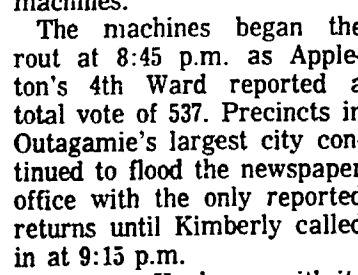 machines.
The machines began the
rout at 8:45 p.m. as Apple-
ton's 4th Ward reported a
total vote of 537. Precincts in
Outagamie's largest city con-
tinued to flood the newspaper
office with the only reported
returns until Kimberly called
in at 9:15 p.m.